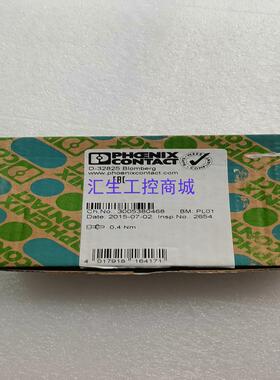 PHŒNIX
CONTACT
D-32825 Blomberg
www.phoenixcontact.com
EAC
汇生工控商城
Ch.No. 3005380468 BM: PL01
Date: 2015-07-02 Insp.No. 2654
0,4 Nm
4 017918 164171